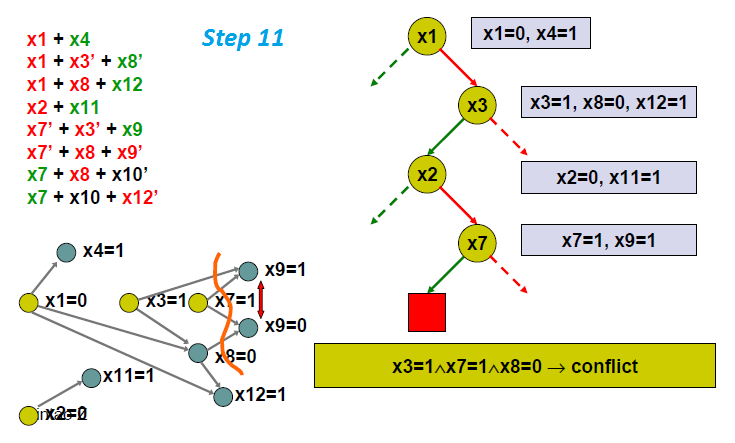 Step 11
x1 + x4
x1 + x3’ + x8’
x1 + x8 + x12
x2 + x11
x7’ + x3’ + x9
x7’ + x8 + x9’
x7 + x8 + x10’
x7 + x10 + x12’
x1
x1=0, x4=1
x3
x3=1, x8=0, x12=1
x2
x2=0, x11=1
x7
x7=1, x9=1
x4=1
x9=1
x1=0
x3=1
x7=1
x9=0
x8=0
x11=1
x12=1
x2=0
x3=1∧x7=1∧x8=0 → conflict